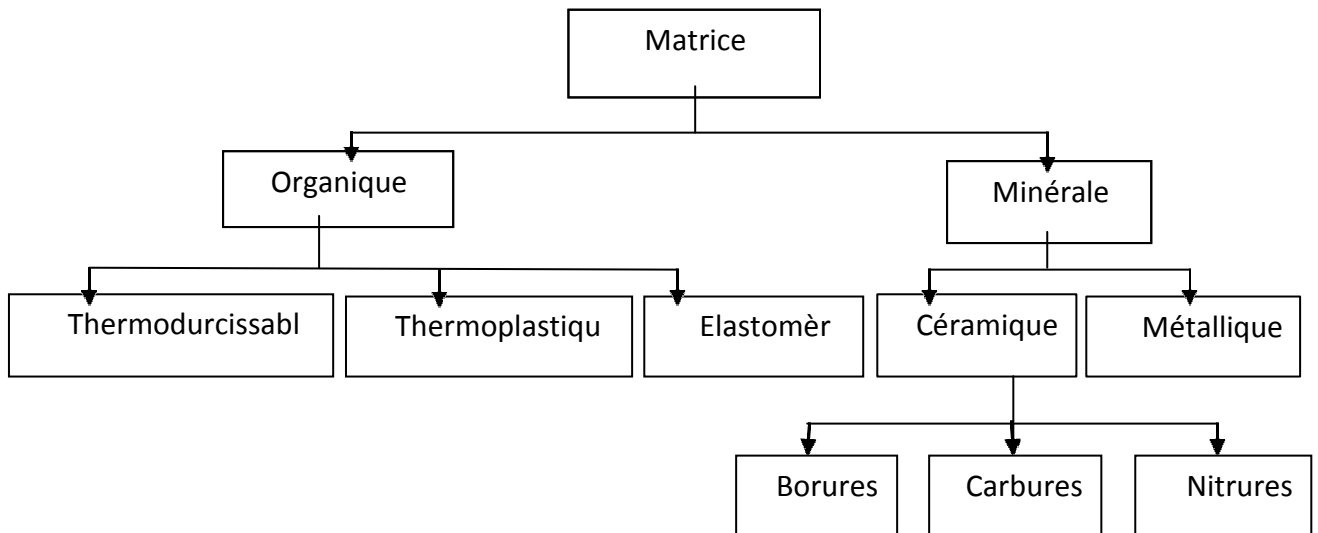 Matrice
Organique
Minérale
Thermodurcissabl
Thermoplastiqu
Elastomèr
Céramique
Métallique
Borures
Carbures
Nitrures